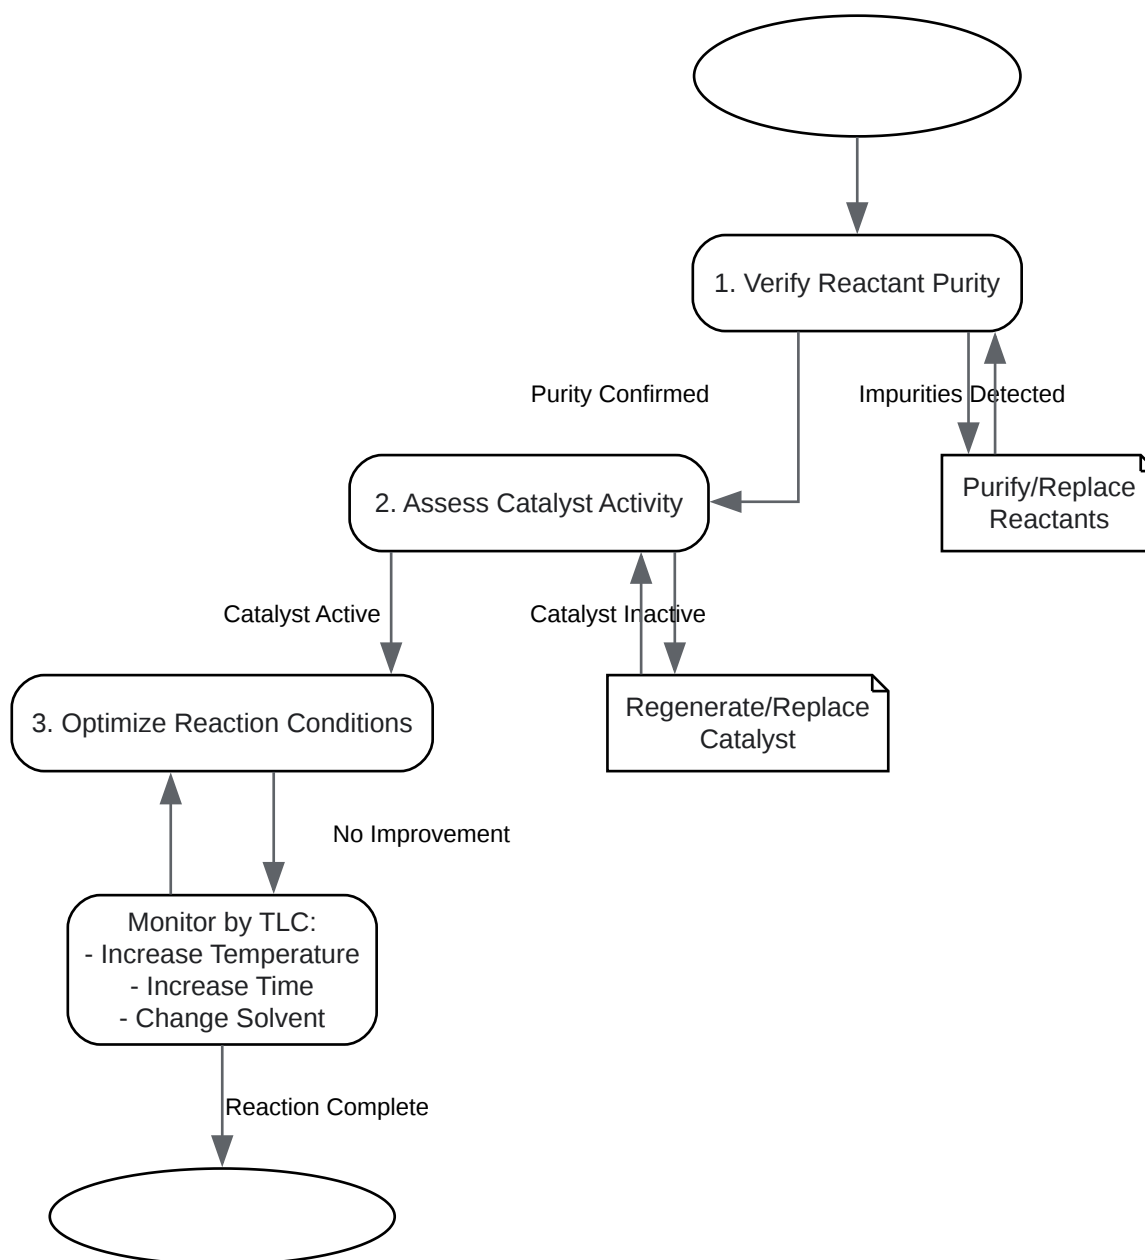 1. Verify Reactant Purity
Purity Confirmed
Impurities Detected
2. Assess Catalyst Activity
Purify/Replace
Reactants
Catalyst Active
Catalyst Inactive
3. Optimize Reaction Conditions
Regenerate/Replace
Catalyst
No Improvement
Monitor by TLC:
- Increase Temperature
- Increase Time
- Change Solvent
Reaction Complete